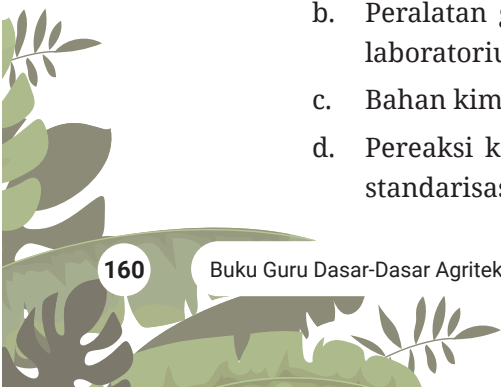 b. Peralatan
laboratoriu
c. Bahan kim
d. Pereaksi k
standarisas
160
Buku Guru Dasar-Dasar Agritek